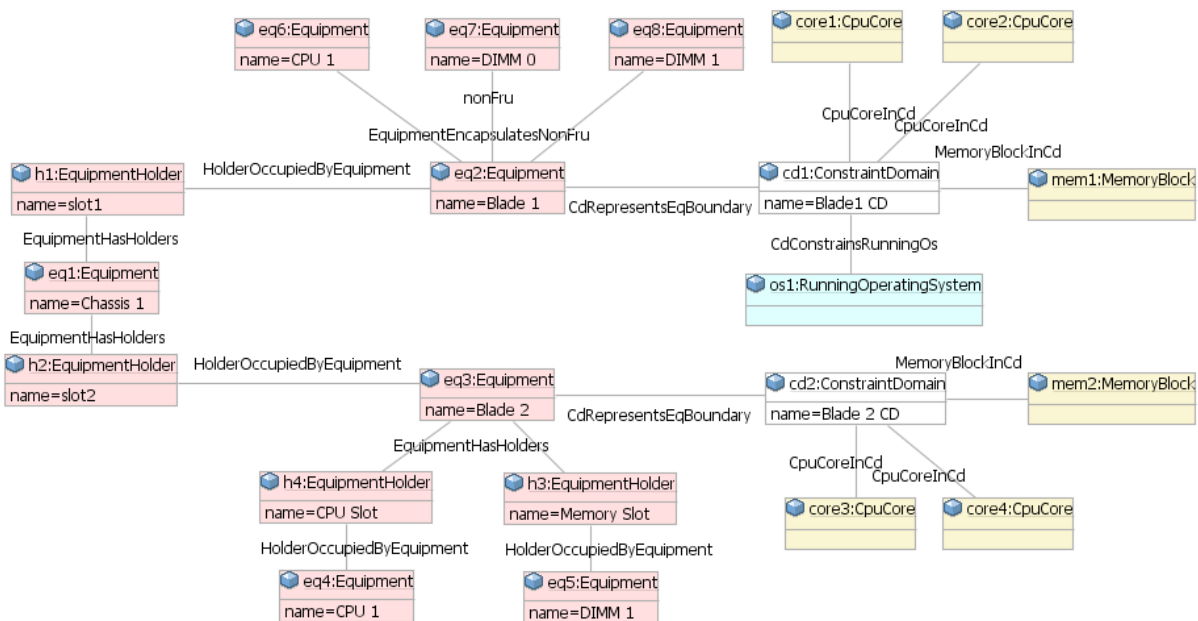 eq6:Equipment
name=CPU 1
eq7:Equipment
name=DIMM 0
eq8:Equipment
name=DIMM 1
core1:CpuCore
core2:CpuCore
nonFru
EquipmentEncapsulatesNonFru
CpuCoreInCd
CpuCoreInCd
MemoryBlockInCd
h1:EquipmentHolder
name=slot1
HolderOccupiedByEquipment
eq2:Equipment
name=Blade 1
CdRepresentsEqBoundary
cd1:ConstraintDomain
name=Blade1 CD
mem1:MemoryBlock
EquipmentHasHolders
CdConstrainsRunningOs
eq1:Equipment
name=Chassis 1
os1:RunningOperatingSystem
EquipmentHasHolders
h2:EquipmentHolder
name=slot2
HolderOccupiedByEquipment
eq3:Equipment
name=Blade 2
CdRepresentsEqBoundary
cd2:ConstraintDomain
name=Blade 2 CD
MemoryBlockInCd
mem2:MemoryBlock
EquipmentHasHolders
CpuCoreInCd
CpuCoreInCd
h4:EquipmentHolder
name=CPU Slot
h3:EquipmentHolder
name=Memory Slot
core3:CpuCore
core4:CpuCore
HolderOccupiedByEquipment
HolderOccupiedByEquipment
eq4:Equipment
name=CPU 1
eq5:Equipment
name=DIMM 1